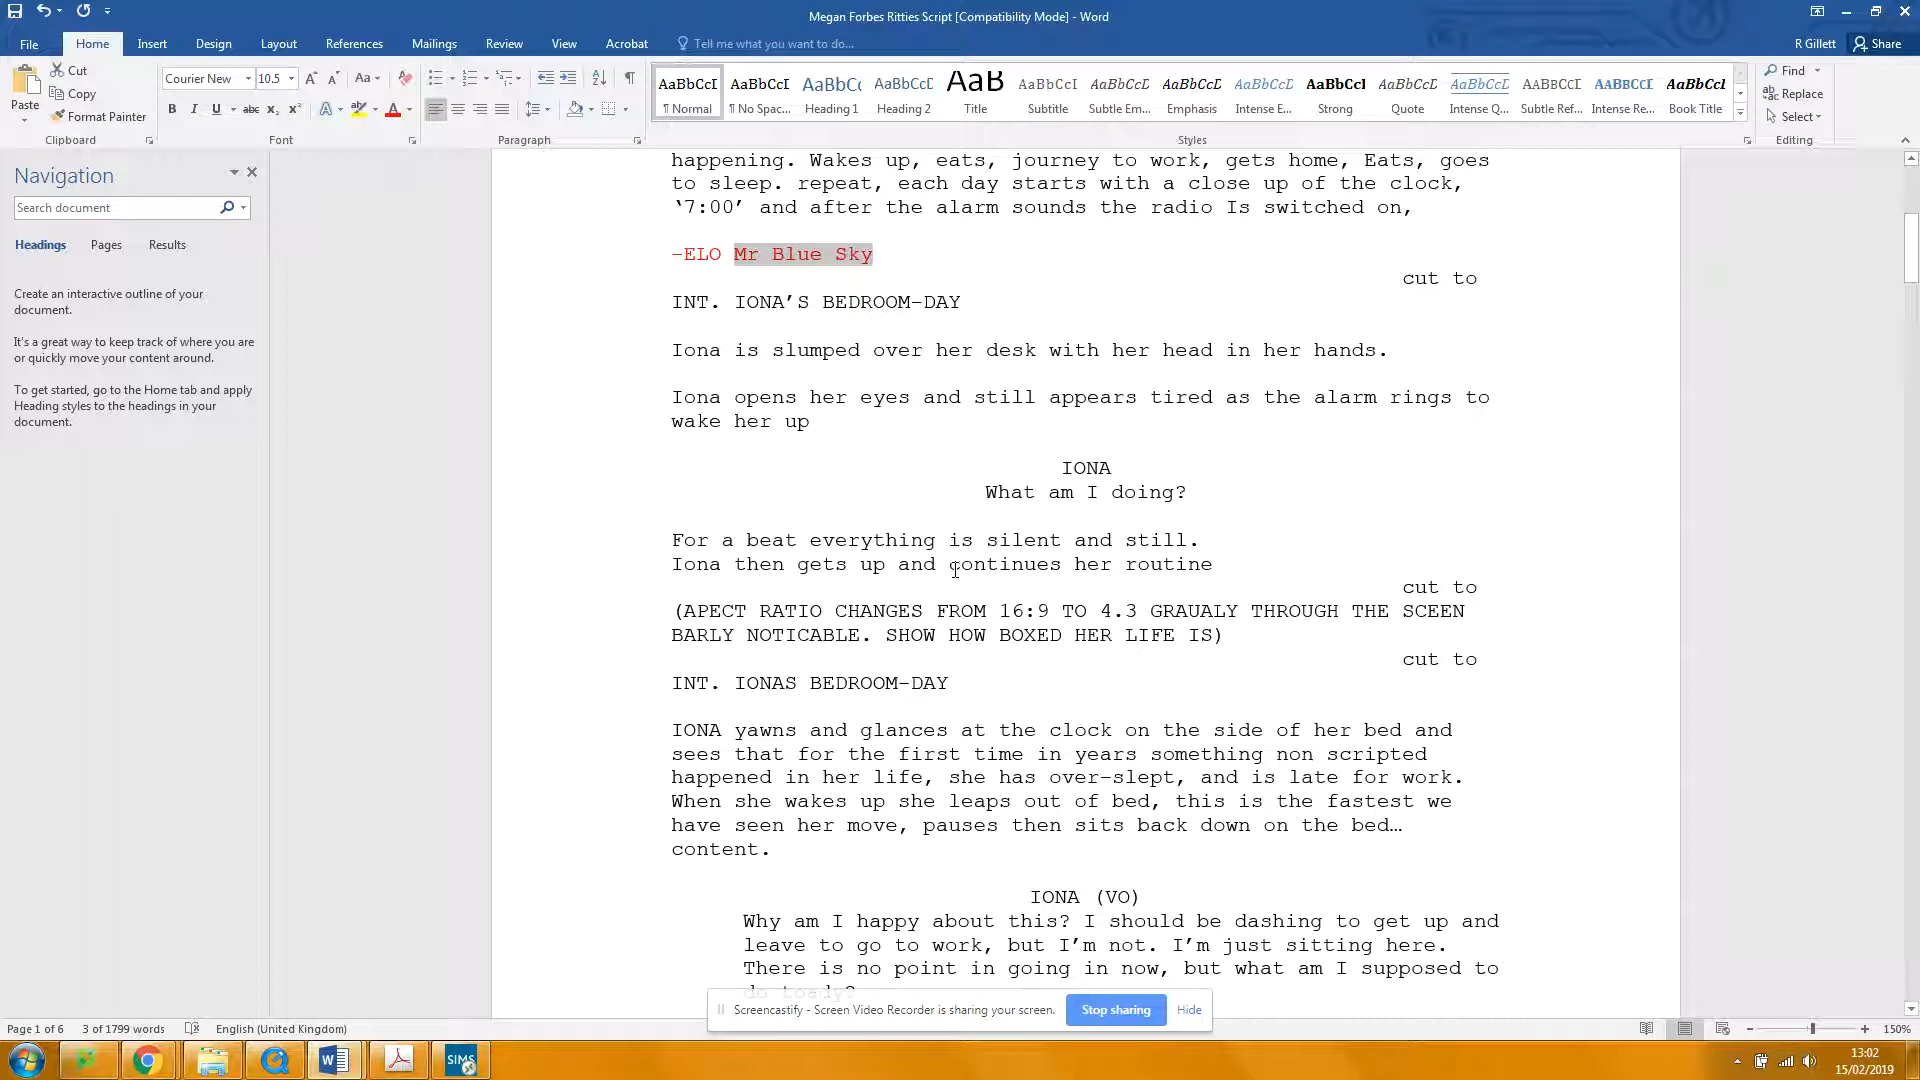 Megan Forbes Ritties Script [Compatibility Mode] - Word
File Home Insert Design Layout References Mailings Review View Acrobat Tell me what you want to do... R Gillett Share
Paste Cut Copy Format Painter
Clipboard
Courier New 10.5
Font
Paragraph
AaBbCcI AaBbCcI AaBbCc AaBbCcI AaB AaBbCcI AaBbCcI AaBbCcI AaBbCcI AaBbCcI AaBbCcI AaBbCcI AaBbCcI AaBbCcI AaBbCcI
¶ Normal ¶ No Spac... Heading 1 Heading 2 Title Subtitle Subtle Em... Emphasis Intense E... Strong Quote Intense Q... Subtle Ref... Intense Re... Book Title
Styles
Find
Replace
Select
Editing
Navigation
Search document
Headings Pages Results
Create an interactive outline of your
document.
It's a great way to keep track of where you are
or quickly move your content around.
To get started, go to the Home tab and apply
Heading styles to the headings in your
document.
happening. Wakes up, eats, journey to work, gets home, Eats, goes
to sleep. repeat, each day starts with a close up of the clock,
‘7:00’ and after the alarm sounds the radio Is switched on,
-ELO Mr Blue Sky
cut to
INT. IONA’S BEDROOM-DAY
Iona is slumped over her desk with her head in her hands.
Iona opens her eyes and still appears tired as the alarm rings to
wake her up
IONA
What am I doing?
For a beat everything is silent and still.
Iona then gets up and continues her routine
cut to
(APECT RATIO CHANGES FROM 16:9 TO 4.3 GRAUALY THROUGH THE SCEEN
BARLY NOTICABLE. SHOW HOW BOXED HER LIFE IS)
cut to
INT. IONAS BEDROOM-DAY
IONA yawns and glances at the clock on the side of her bed and
sees that for the first time in years something non scripted
happened in her life, she has over-slept, and is late for work.
When she wakes up she leaps out of bed, this is the fastest we
have seen her move, pauses then sits back down on the bed…
content.
IONA (VO)
Why am I happy about this? I should be dashing to get up and
leave to go to work, but I’m not. I’m just sitting here.
There is no point in going in now, but what am I supposed to
do toady?
Screencastify - Screen Video Recorder is sharing your screen. Stop sharing Hide
Page 1 of 6 3 of 1799 words English (United Kingdom) 150%
SIMS
13:02
15/02/2019